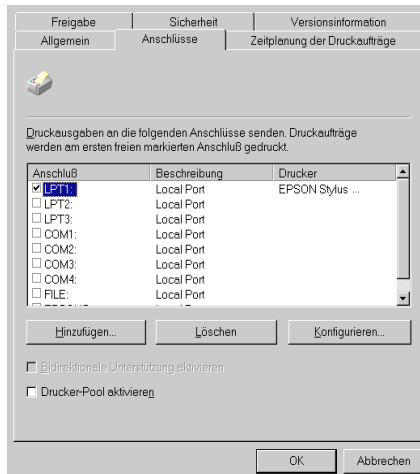 Freigabe Sicherheit Versionsinformation
Allgemein Anschlüsse Zeitplanung der Druckaufträge
Druckausgaben an die folgenden Anschlüsse senden. Druckaufträge
werden am ersten freien markierten Anschluß gedruckt.
Anschluß Beschreibung Drucker
LPT1: Local Port EPSON Stylus ...
LPT2: Local Port
LPT3: Local Port
COM1: Local Port
COM2: Local Port
COM3: Local Port
COM4: Local Port
FILE: Local Port
Hinzufügen... Löschen Konfigurieren...
Bidirektionale Unterstützung aktivieren
Drucker-Pool aktivieren
OK Abbrechen